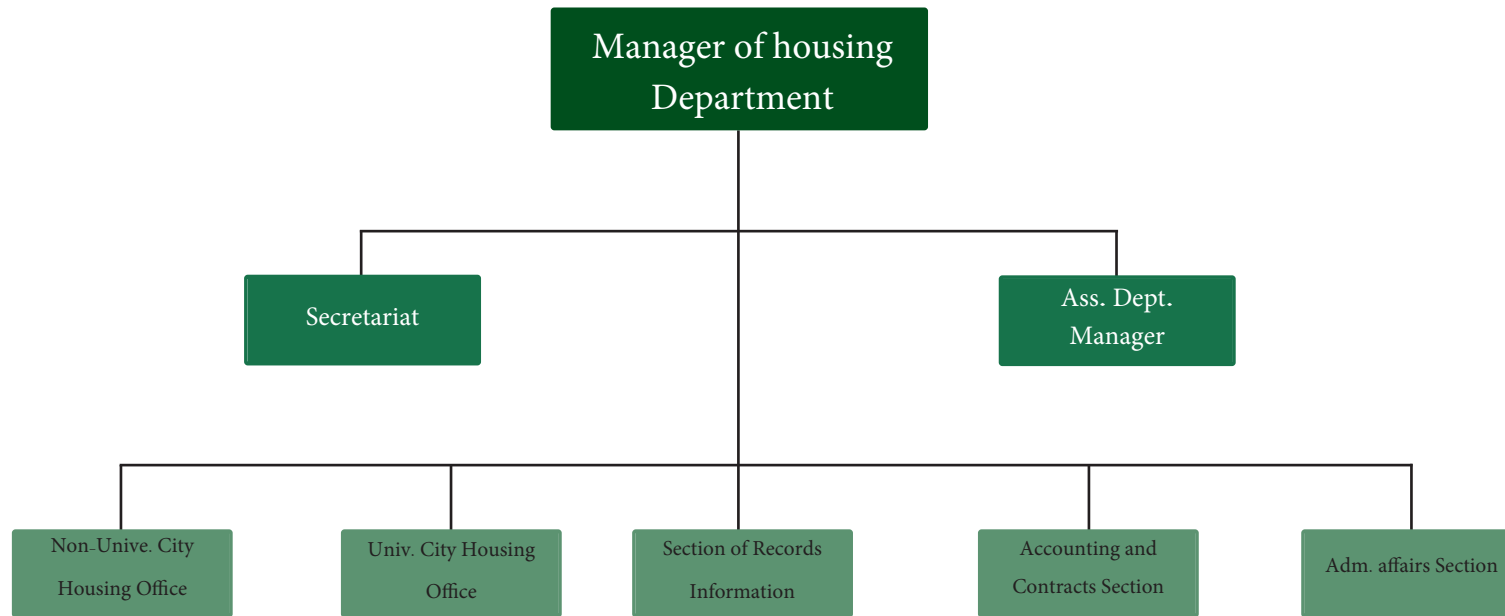 Manager of housing
Department
Secretariat
Ass. Dept.
Manager
Non-Unive. City
Housing Office
Univ. City Housing
Office
Section of Records
Information
Accounting and
Contracts Section
Adm. affairs Section